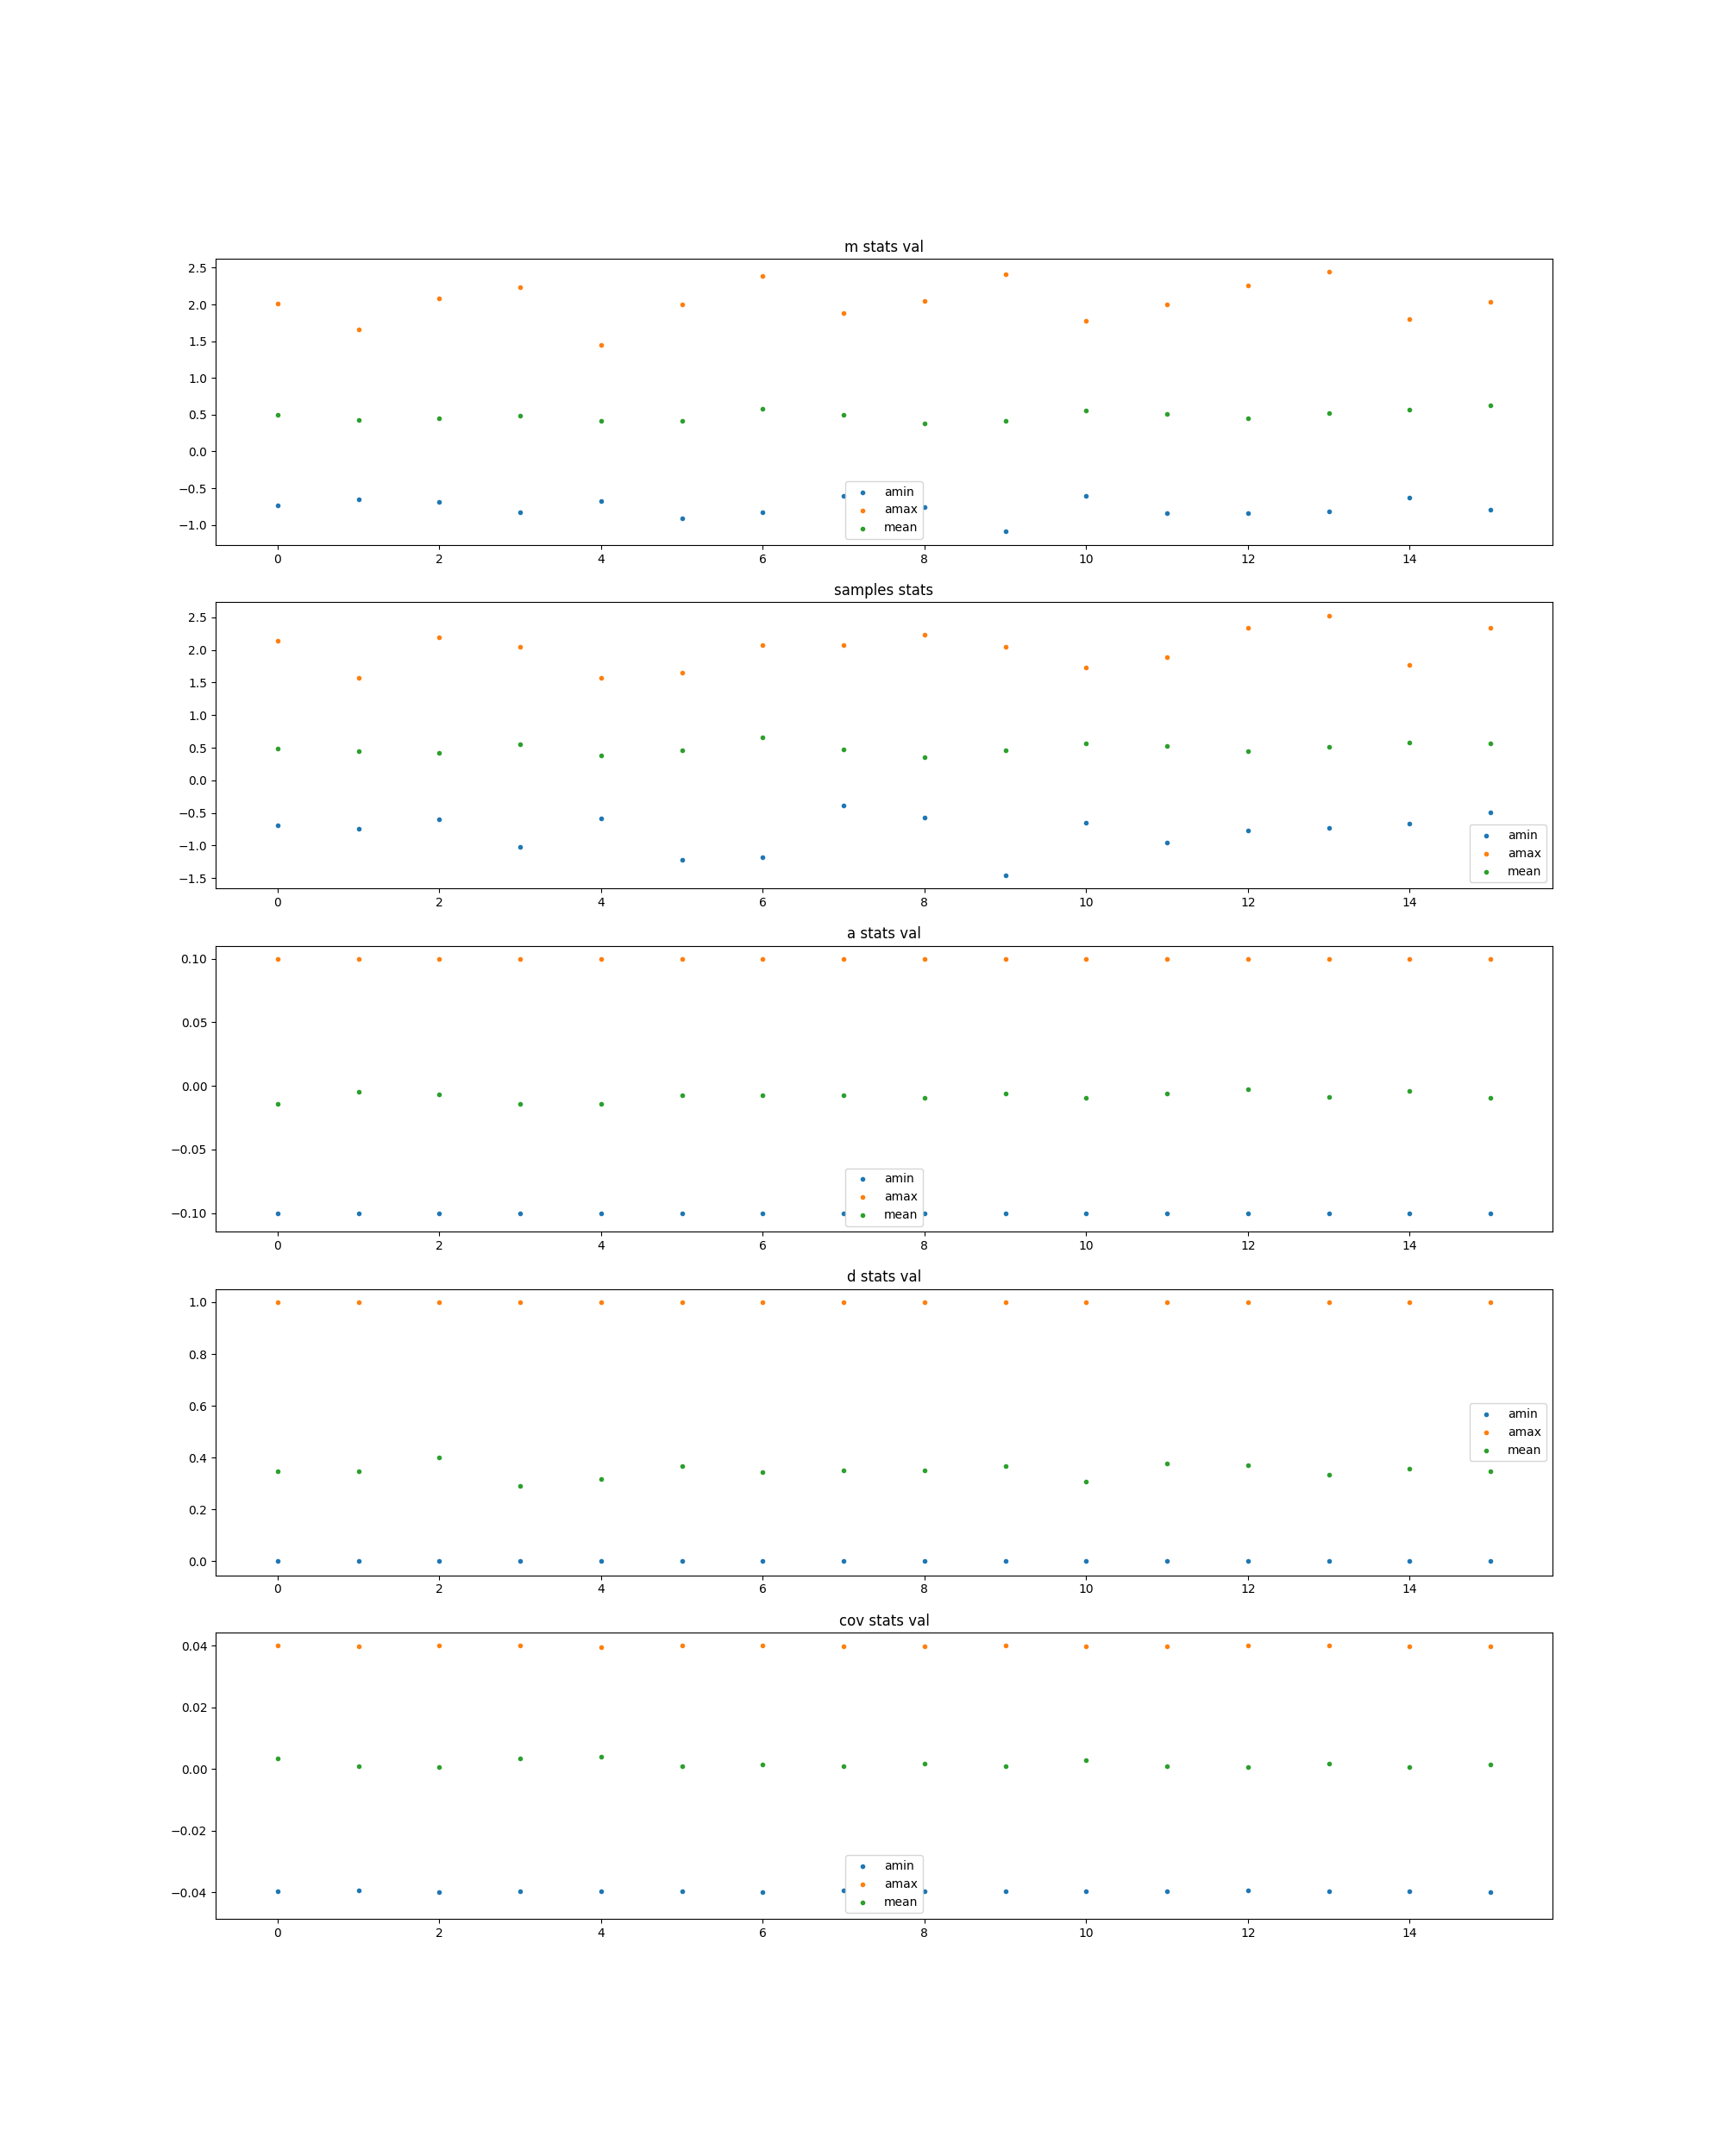 m stats val
2.5
2.0
1.5
1.0
0.5
0.0
−0.5
−1.0
amin
amax
mean
0 2 4 6 8 10 12 14
samples stats
2.5
2.0
1.5
1.0
0.5
0.0
−0.5
−1.0
−1.5
amin
amax
mean
0 2 4 6 8 10 12 14
a stats val
0.10
0.05
0.00
−0.05
−0.10
amin
amax
mean
0 2 4 6 8 10 12 14
d stats val
1.0
0.8
0.6
0.4
0.2
0.0
amin
amax
mean
0 2 4 6 8 10 12 14
cov stats val
0.04
0.02
0.00
−0.02
−0.04
amin
amax
mean
0 2 4 6 8 10 12 14